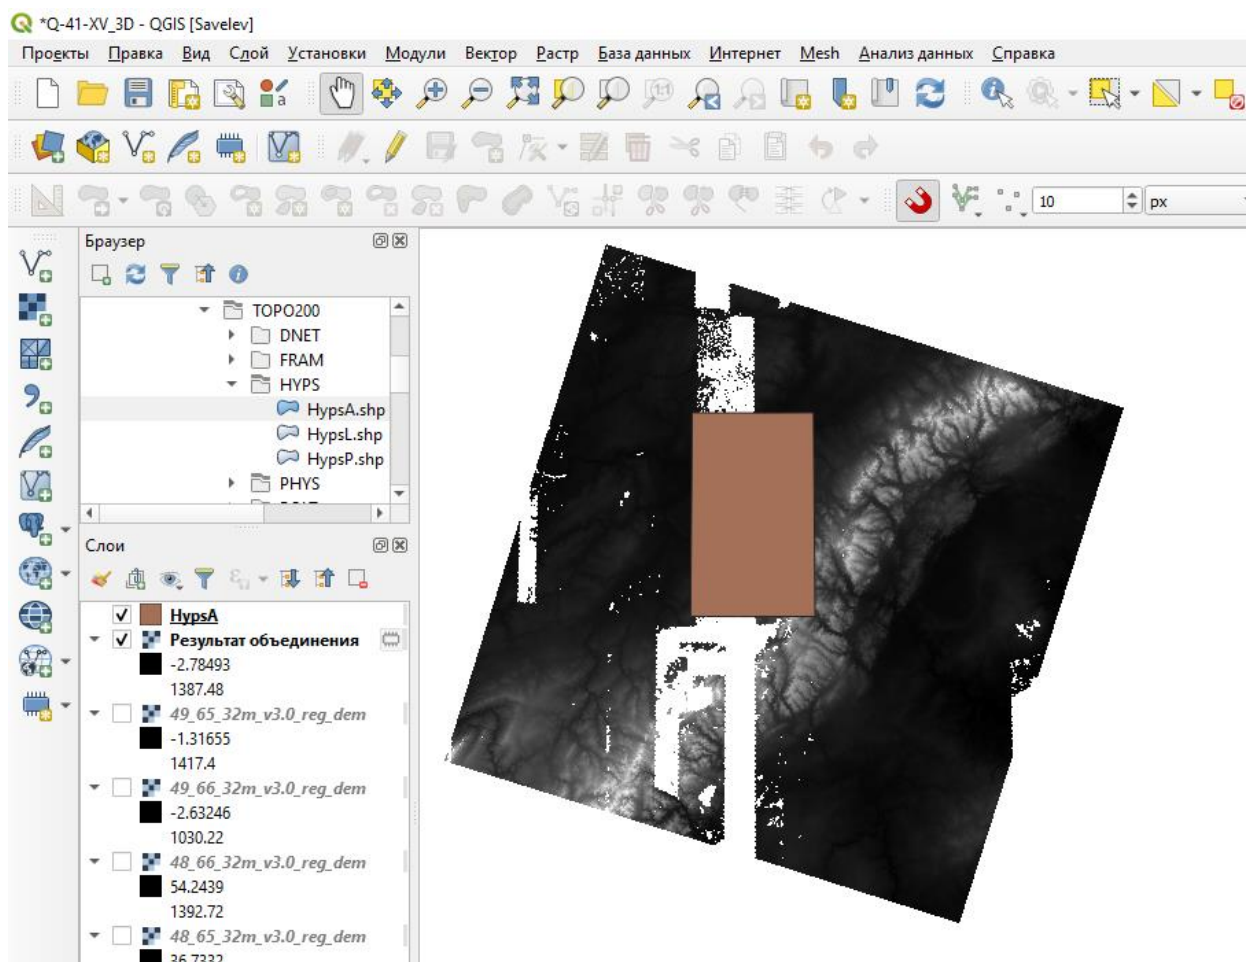 *Q-41-XV_3D - QGIS [Savelev]
Проекты Правка Вид Слой Установки Модули Вектор Растр База данных Интернет Mesh Анализ данных Справка
10 px
Браузер
TOPO200
DNET
FRAM
HYPS
HypsA.shp
HypsL.shp
HypsP.shp
PHYS
Слои
HypsA
Результат объединения
-2.78493
1387.48
49_65_32m_v3.0_reg_dem
-1.31655
1417.4
49_66_32m_v3.0_reg_dem
-2.63246
1030.22
48_66_32m_v3.0_reg_dem
54.2439
1392.72
48_65_32m_v3.0_reg_dem
36.7332